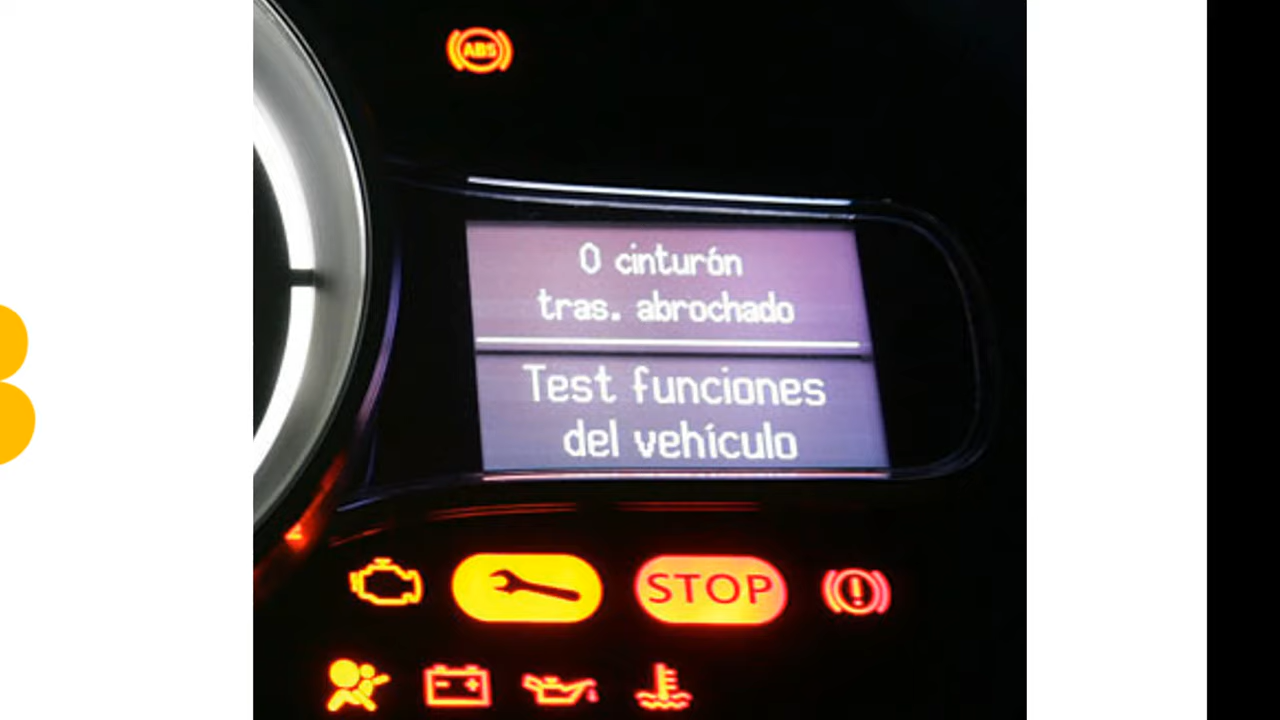 ABS
0 cinturón
tras. abrochado
Test funciones
del vehículo
STOP